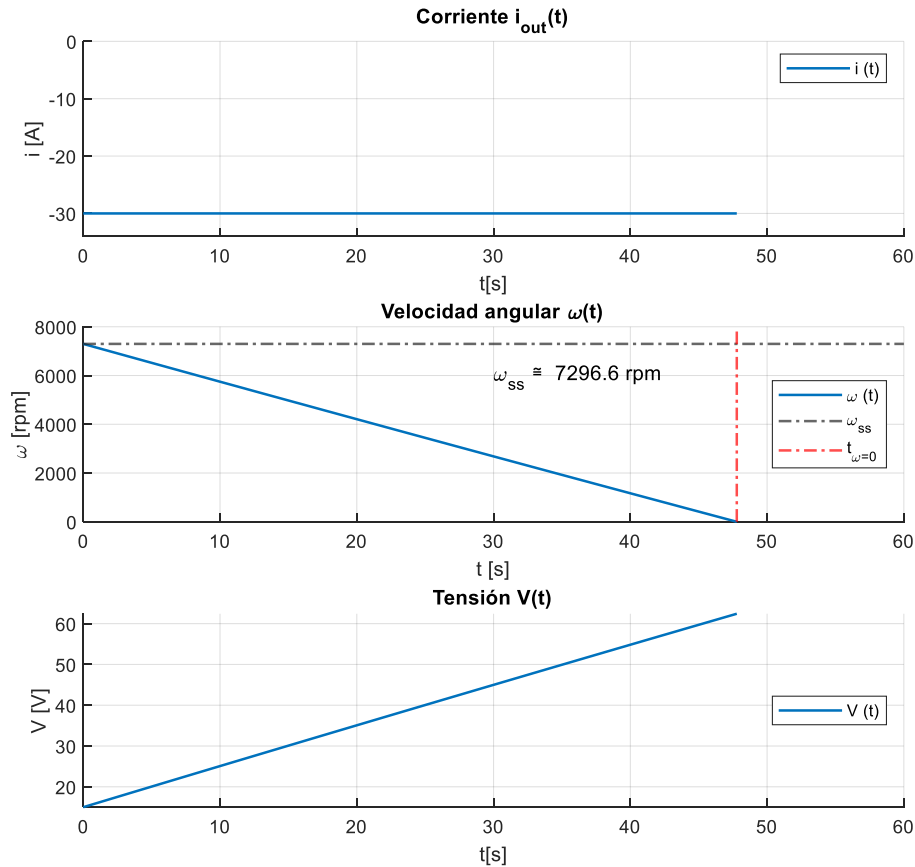 Corriente i_out(t)
0
-10
-20
-30
i [A]
i (t)
0 10 20 30 40 50 60
t[s]
Velocidad angular ω(t)
8000
6000
4000
2000
0
ω [rpm]
ω_ss ≅ 7296.6 rpm
ω (t)
ω_ss
t_ω=0
0 10 20 30 40 50 60
t [s]
Tensión V(t)
60
50
40
30
20
V [V]
V (t)
0 10 20 30 40 50 60
t[s]